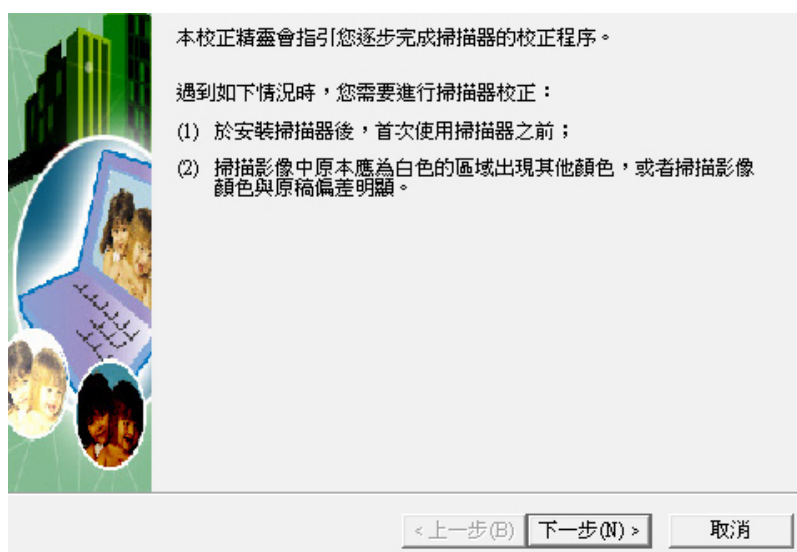 本校正精靈會指引您逐步完成掃描器的校正程序。
遇到如下情況時，您需要進行掃描器校正：
(1) 於安裝掃描器後，首次使用掃描器之前；
(2) 掃描影像中原本應為白色的區域出現其他顏色，或者掃描影像
顏色與原稿偏差明顯。
<上一步(B) 下一步(N)> 取消